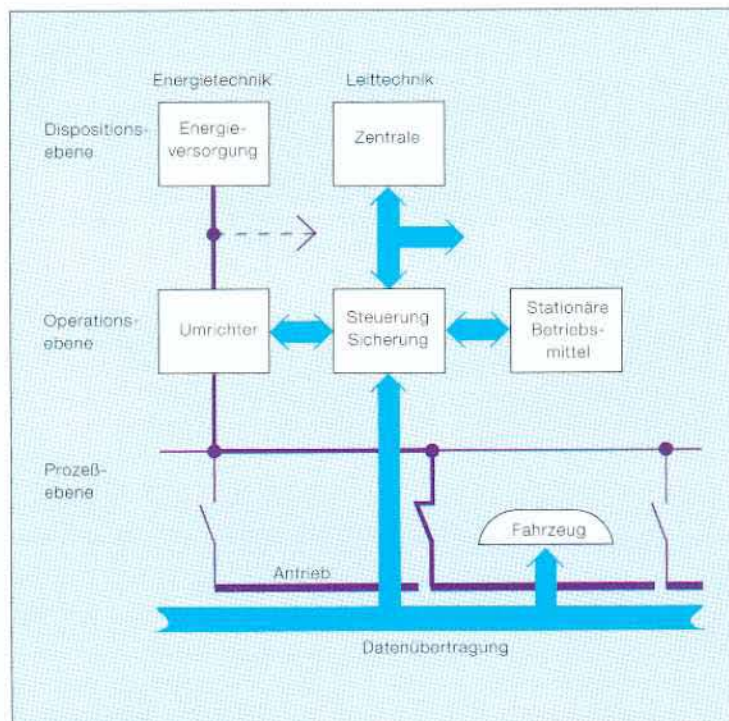 Energietechnik
Leittechnik
Dispositions-
ebene
Energie-
versorgung
Zentrale
Operations-
ebene
Umrichter
Steuerung
Sicherung
Stationäre
Betriebs-
mittel
Prozeß-
ebene
Fahrzeug
Antrieb
Datenübertragung